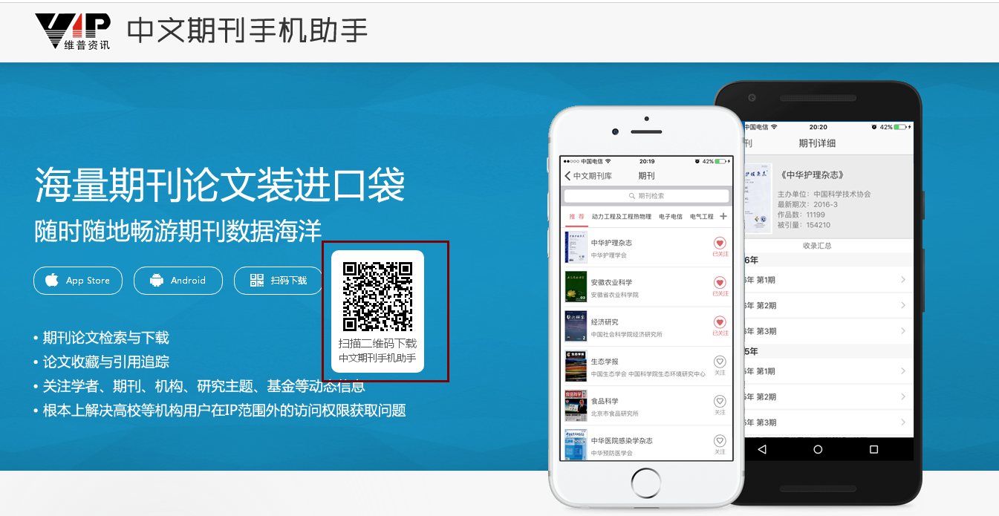 VIP
维普资讯
中文期刊手机助手
海量期刊论文装进口袋
随时随地畅游期刊数据海洋
App Store
Android
扫码下载
扫描二维码下载
中文期刊手机助手
• 期刊论文检索与下载
• 论文收藏与引用追踪
• 关注学者、期刊、机构、研究主题、基金等动态信息
• 根本上解决高校等机构用户在IP范围外的访问权限获取问题
中国电信 20:19 42%
中文期刊库 期刊
期刊检索
推荐 动力工程及工程热物理 电子电信 电气工程
中华护理杂志
中华护理学会
已关注
安徽农业科学
安徽省农业科学院
已关注
经济研究
中国社会科学院经济研究所
已关注
生态学报
中国生态学会 中国科学院生态环境研究中心
关注
食品科学
北京市食品研究所
关注
中华医院感染学杂志
中华预防医学会
关注
中国电信 20:20 42%
刊 期刊详细
《中华护理杂志》
主办单位：中国科学技术协会
最新期次：2016-3
作品数：11199
被引量：154210
收录汇总
6年
年 第1期
年 第2期
年 第3期
5年
年 第1期
年 第2期
年 第3期